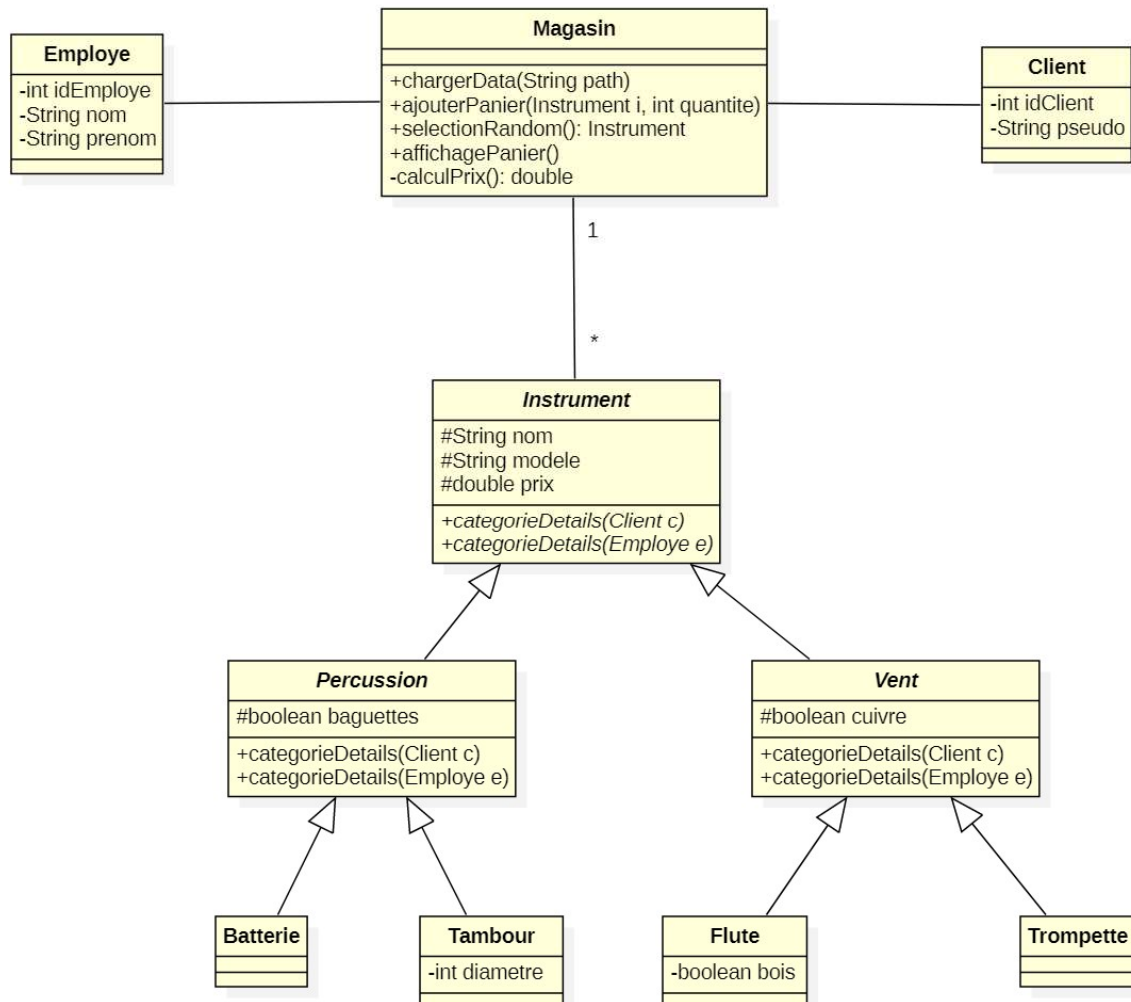 Employe
-int idEmploye
-String nom
-String prenom
Magasin
+chargerData(String path)
+ajouterPanier(Instrument i, int quantite)
+selectionRandom(): Instrument
+affichagePanier()
-calculPrix(): double
Client
-int idClient
-String pseudo
1
*
Instrument
#String nom
#String modele
#double prix
+categorieDetails(Client c)
+categorieDetails(Employe e)
Percussion
#boolean baguettes
+categorieDetails(Client c)
+categorieDetails(Employe e)
Vent
#boolean cuivre
+categorieDetails(Client c)
+categorieDetails(Employe e)
Batterie
Tambour
-int diametre
Flute
-boolean bois
Trompette